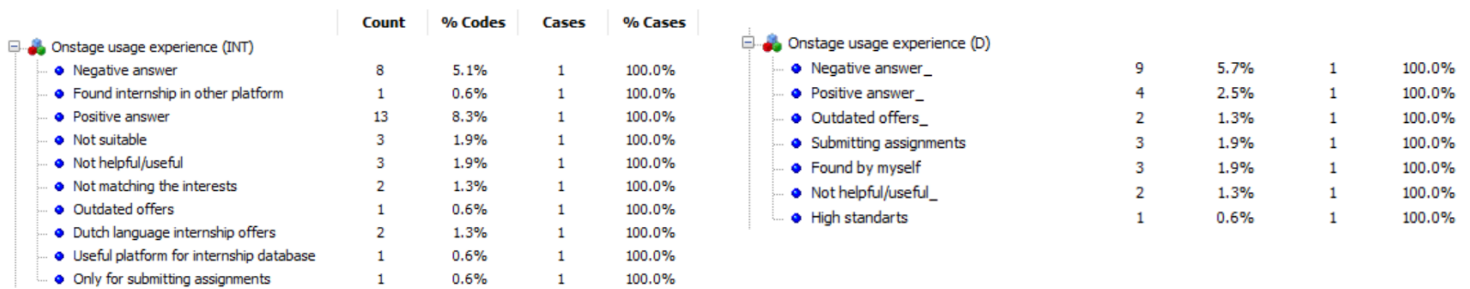 Count % Codes Cases % Cases
Onstage usage experience (INT)
Negative answer 8 5.1% 1 100.0%
Found internship in other platform 1 0.6% 1 100.0%
Positive answer 13 8.3% 1 100.0%
Not suitable 3 1.9% 1 100.0%
Not helpful/useful 3 1.9% 1 100.0%
Not matching the interests 2 1.3% 1 100.0%
Outdated offers 1 0.6% 1 100.0%
Dutch language internship offers 2 1.3% 1 100.0%
Useful platform for internship database 1 0.6% 1 100.0%
Only for submitting assignments 1 0.6% 1 100.0%
Onstage usage experience (D)
Negative answer_ 9 5.7% 1 100.0%
Positive answer_ 4 2.5% 1 100.0%
Outdated offers_ 2 1.3% 1 100.0%
Submitting assignments 3 1.9% 1 100.0%
Found by myself 3 1.9% 1 100.0%
Not helpful/useful_ 2 1.3% 1 100.0%
High standarts 1 0.6% 1 100.0%